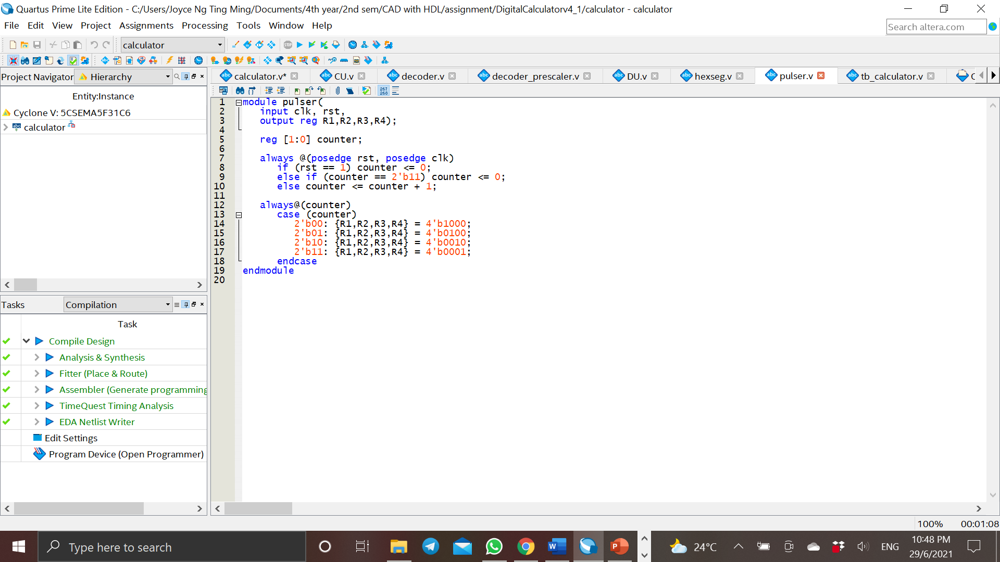 Quartus Prime Lite Edition - C:/Users/Joyce Ng Ting Ming/Documents/4th year/2nd sem/CAD with HDL/assignment/DigitalCalculatorv4_1/calculator - calculator
File Edit View Project Assignments Processing Tools Window Help
Search altera.com
calculator
Project Navigator Hierarchy
calculator.v* CU.v decoder.v decoder_prescaler.v DU.v hexseg.v pulser.v tb_calculator.v
Entity:Instance
Cyclone V: 5CSEMA5F31C6
calculator
1 module pulser(
2 input clk, rst,
3 output reg R1,R2,R3,R4);
4
5 reg [1:0] counter;
6
7 always @(posedge rst, posedge clk)
8 if (rst == 1) counter <= 0;
9 else if (counter == 2'b11) counter <= 0;
10 else counter <= counter + 1;
11
12 always@(counter)
13 case (counter)
14 2'b00: {R1,R2,R3,R4} = 4'b1000;
15 2'b01: {R1,R2,R3,R4} = 4'b0100;
16 2'b10: {R1,R2,R3,R4} = 4'b0010;
17 2'b11: {R1,R2,R3,R4} = 4'b0001;
18 endcase
19 endmodule
20
Tasks Compilation
Task
Compile Design
Analysis & Synthesis
Fitter (Place & Route)
Assembler (Generate programming
TimeQuest Timing Analysis
EDA Netlist Writer
Edit Settings
Program Device (Open Programmer)
100% 00:01:08
Type here to search
24°C
ENG
10:48 PM
29/6/2021